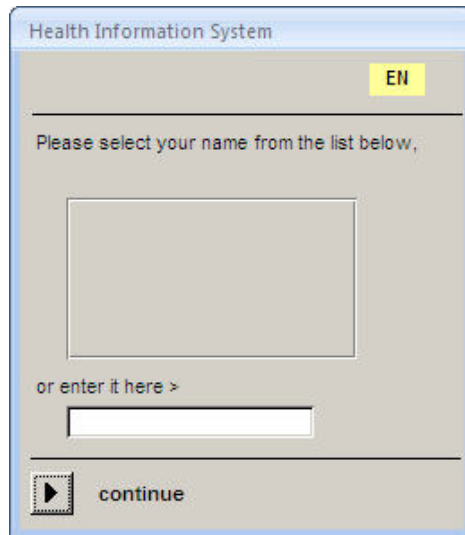 Health Information System
EN
Please select your name from the list below,
or enter it here >
continue